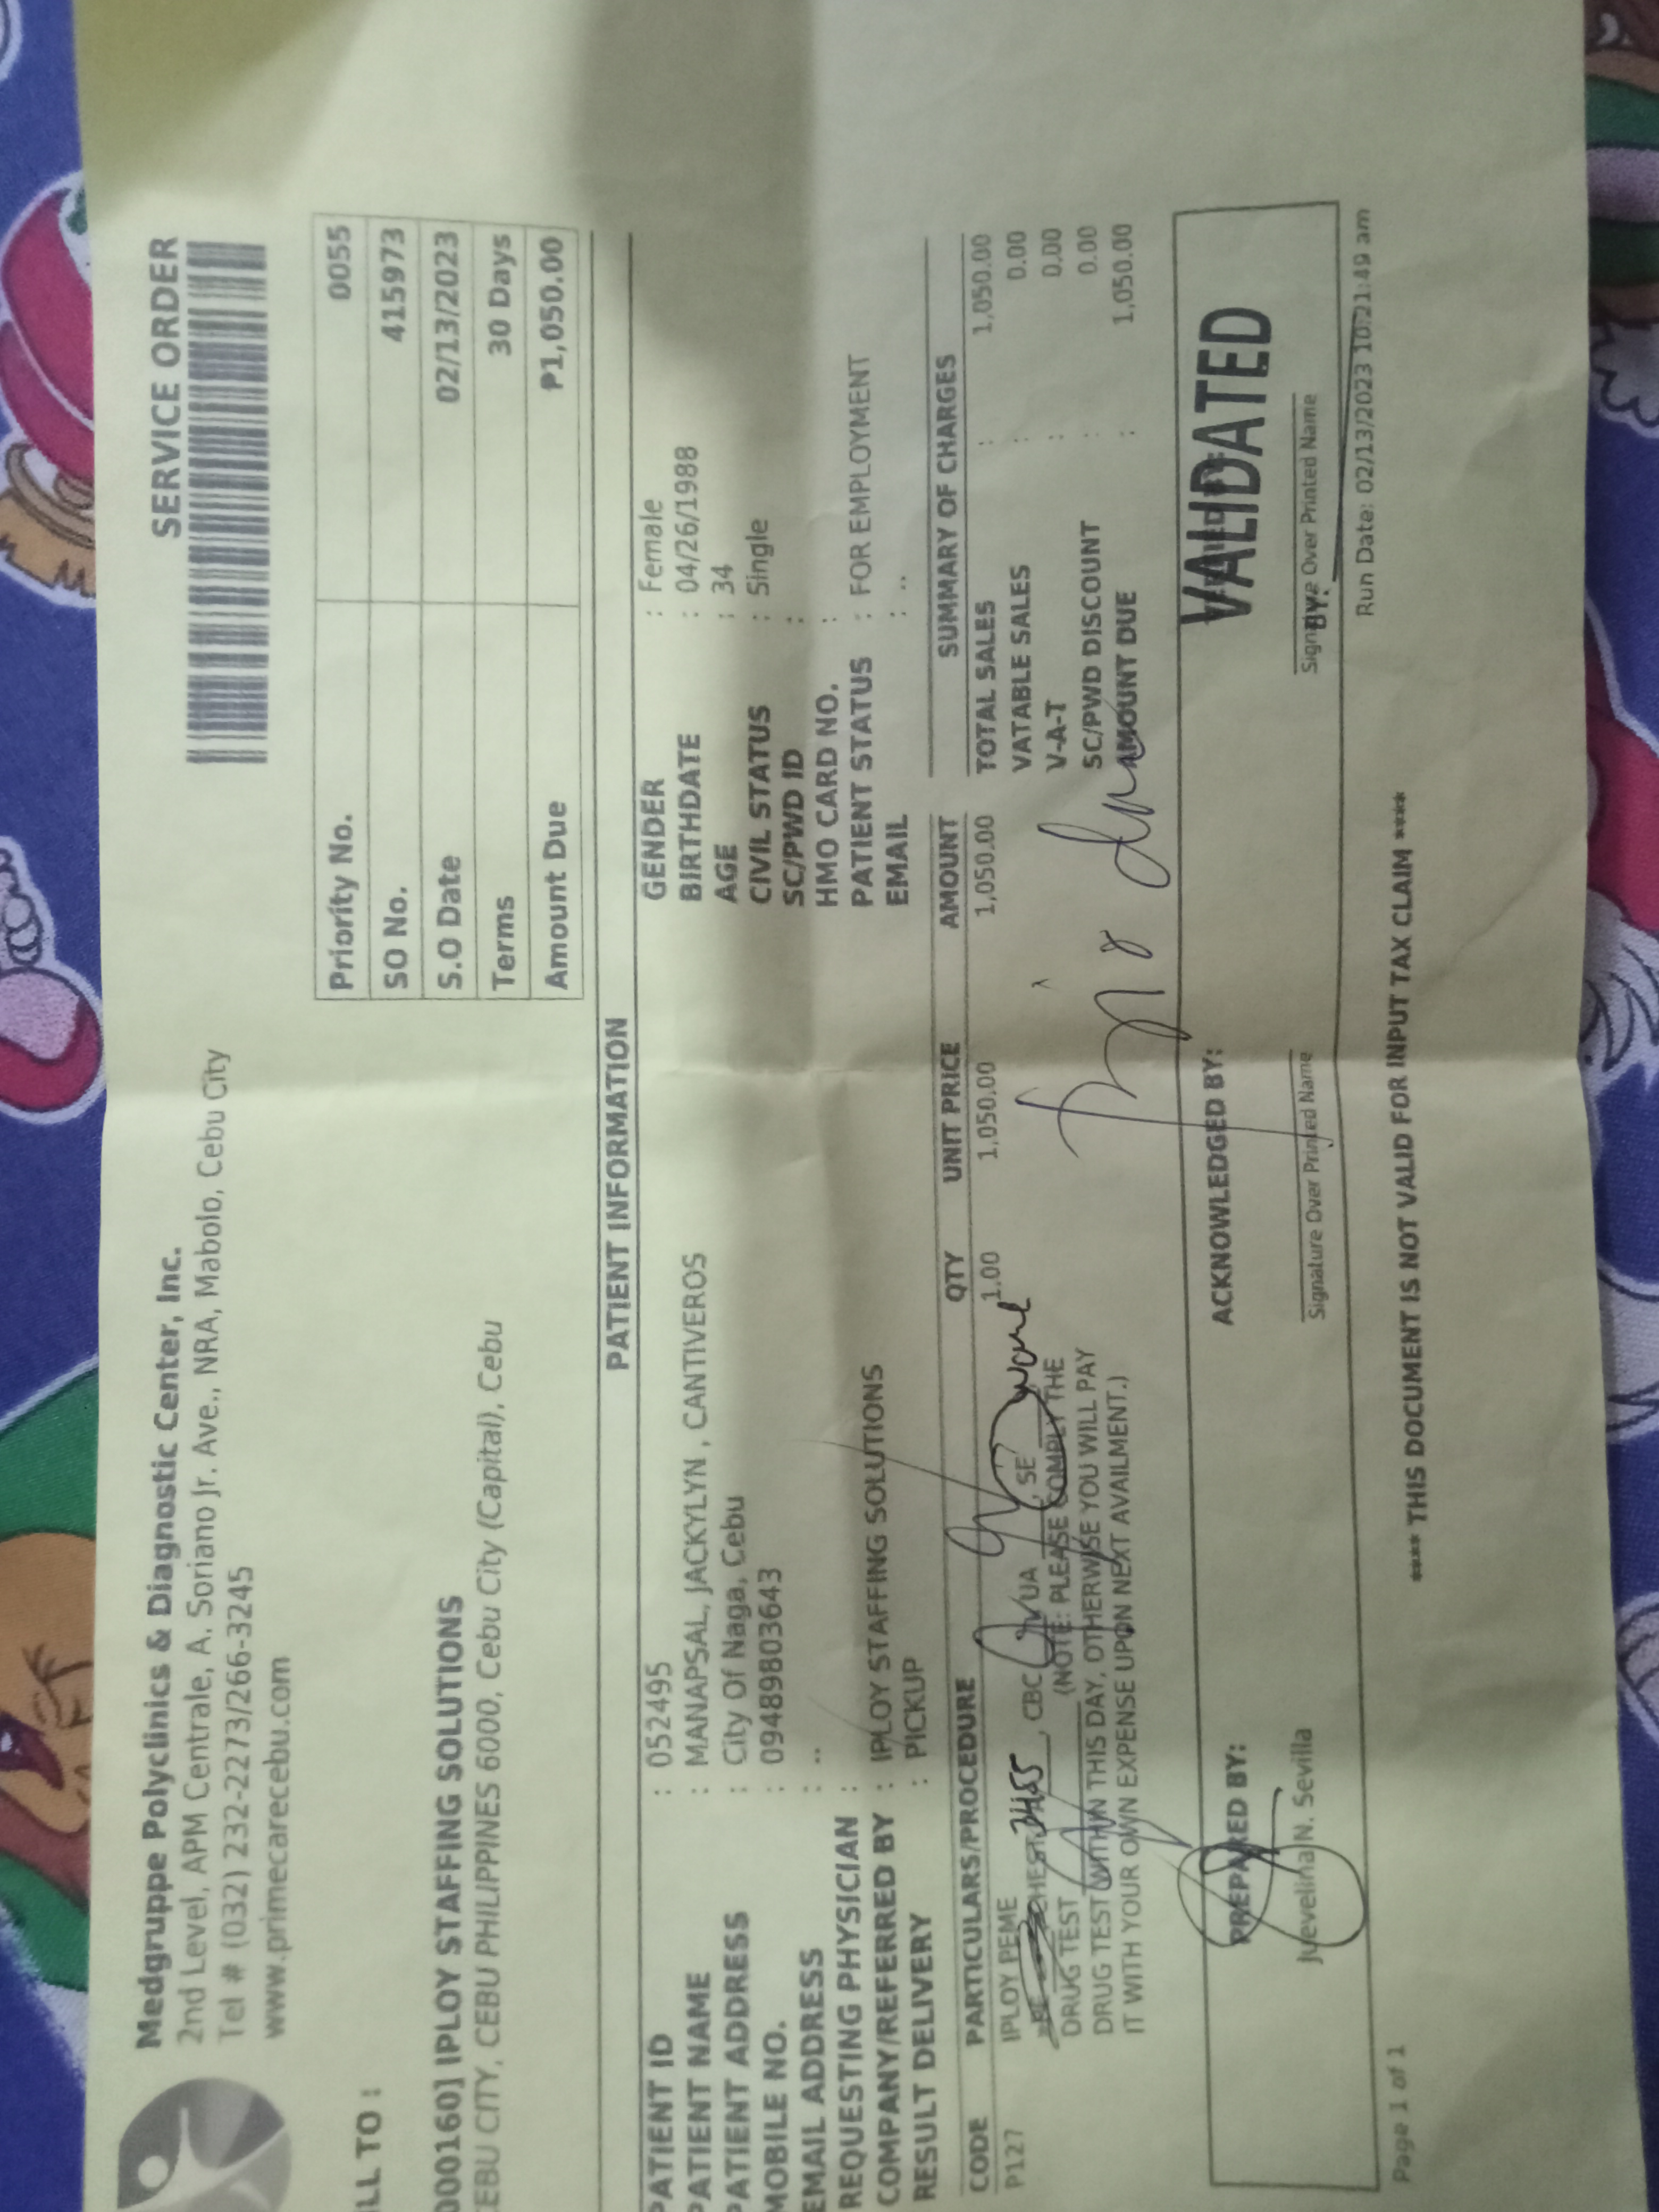 Medgruppe Polyclinics & Diagnostic Center, Inc.
2nd Level, APM Centrale, A. Soriano Jr. Ave., NRA, Mabolo, Cebu City
Tel # (032) 232-2273/266-3245
www.primecarecebu.com
SERVICE ORDER
ILL TO :
000160] IPLOY STAFFING SOLUTIONS
CEBU CITY, CEBU PHILIPPINES 6000, Cebu City (Capital), Cebu
Priority No. 0055
SO No. 415973
S.O Date 02/13/2023
Terms 30 Days
Amount Due ₱1,050.00
PATIENT INFORMATION
PATIENT ID : 052495
PATIENT NAME : MANAPSAL, JACKYLYN , CANTIVEROS
PATIENT ADDRESS : City Of Naga, Cebu
MOBILE NO. : 09489803643
EMAIL ADDRESS : ..
REQUESTING PHYSICIAN :
COMPANY/REFERRED BY : IPLOY STAFFING SOLUTIONS
RESULT DELIVERY : PICKUP
GENDER : Female
BIRTHDATE : 04/26/1988
AGE : 34
CIVIL STATUS : Single
SC/PWD ID :
HMO CARD NO. :
PATIENT STATUS : FOR EMPLOYMENT
EMAIL : ..
CODE PARTICULARS/PROCEDURE QTY UNIT PRICE AMOUNT
P127 IPLOY PEME 1.00 1,050.00 1,050.00
CHEST 3455, CBC UA , SE
DRUG TEST (NOTE: PLEASE COMPLY THE
DRUG TEST WITHIN THIS DAY, OTHERWISE YOU WILL PAY
IT WITH YOUR OWN EXPENSE UPON NEXT AVAILMENT.)
SUMMARY OF CHARGES
TOTAL SALES : 1,050.00
VATABLE SALES : 0.00
V-A-T : 0.00
SC/PWD DISCOUNT : 0.00
AMOUNT DUE : 1,050.00
PREPARED BY:
Juevelina N. Sevilla
ACKNOWLEDGED BY:
Signature Over Printed Name
VALIDATED
BY:
Signature Over Printed Name
Page 1 of 1
**** THIS DOCUMENT IS NOT VALID FOR INPUT TAX CLAIM ****
Run Date: 02/13/2023 10:21:49 am